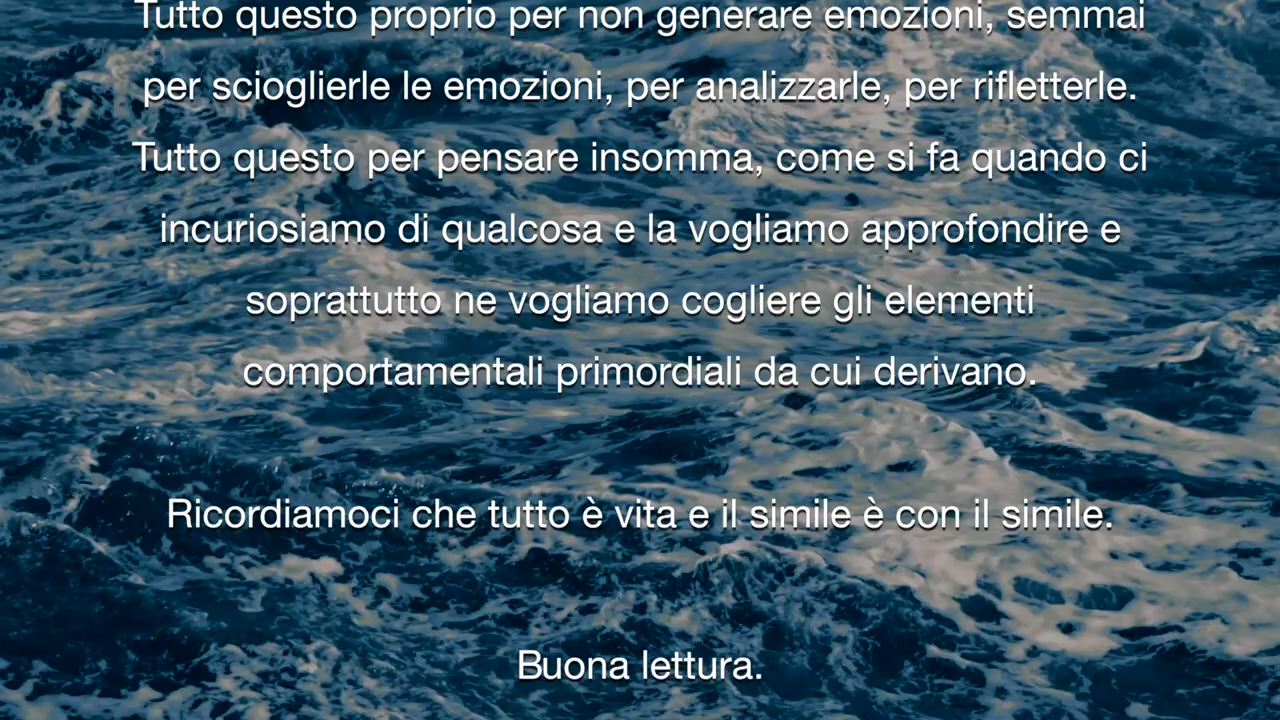 Tutto questo proprio per non generare emozioni, semmai
per scioglierle le emozioni, per analizzarle, per rifletterle.
Tutto questo per pensare insomma, come si fa quando ci
incuriosiamo di qualcosa e la vogliamo approfondire e
soprattutto ne vogliamo cogliere gli elementi
comportamentali primordiali da cui derivano.
Ricordiamoci che tutto è vita e il simile è con il simile.
Buona lettura.